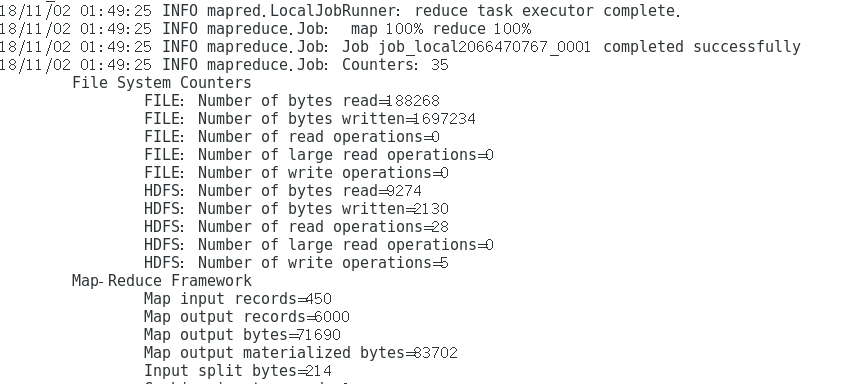 18/11/02 01:49:25 INFO mapred.LocalJobRunner: reduce task executor complete.
18/11/02 01:49:25 INFO mapreduce.Job:  map 100% reduce 100%
18/11/02 01:49:25 INFO mapreduce.Job: Job job_local2066470767_0001 completed successfully
18/11/02 01:49:25 INFO mapreduce.Job: Counters: 35
File System Counters
FILE: Number of bytes read=188268
FILE: Number of bytes written=1697234
FILE: Number of read operations=0
FILE: Number of large read operations=0
FILE: Number of write operations=0
HDFS: Number of bytes read=9274
HDFS: Number of bytes written=2130
HDFS: Number of read operations=28
HDFS: Number of large read operations=0
HDFS: Number of write operations=5
Map-Reduce Framework
Map input records=450
Map output records=6000
Map output bytes=71690
Map output materialized bytes=83702
Input split bytes=214